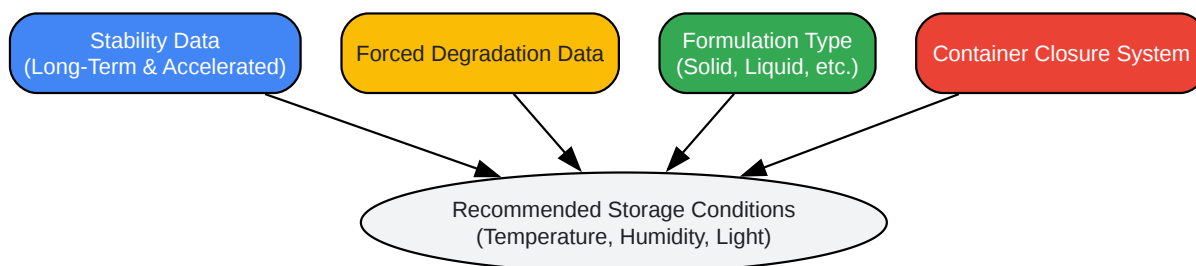 Stability Data
(Long-Term & Accelerated)
Forced Degradation Data
Formulation Type
(Solid, Liquid, etc.)
Container Closure System
Recommended Storage Conditions
(Temperature, Humidity, Light)